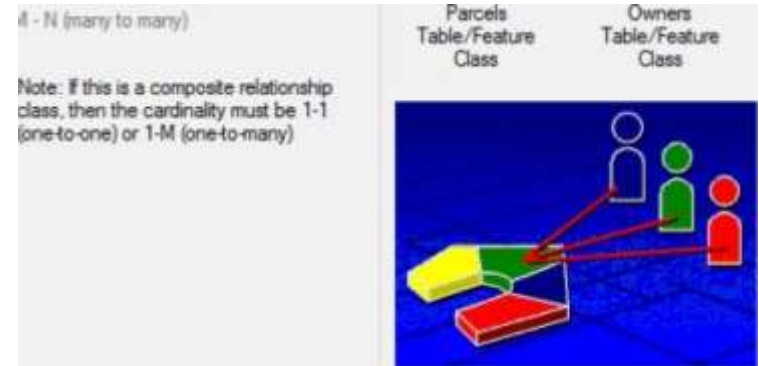 M - N (many to many)
Note: If this is a composite relationship
class, then the cardinality must be 1-1
(one-to-one) or 1-M (one-to-many)
Parcels
Table/Feature
Class
Owners
Table/Feature
Class